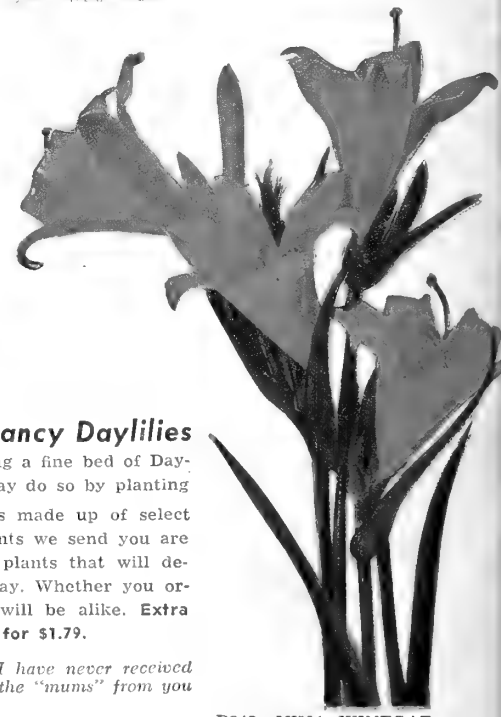 ancy Daylilies
g a fine bed of Day-
ay do so by planting
s made up of select
nts we send you are
plants that will de-
ay. Whether you or-
will be alike. Extra
for $1.79.
I have never received
the "mums" from you